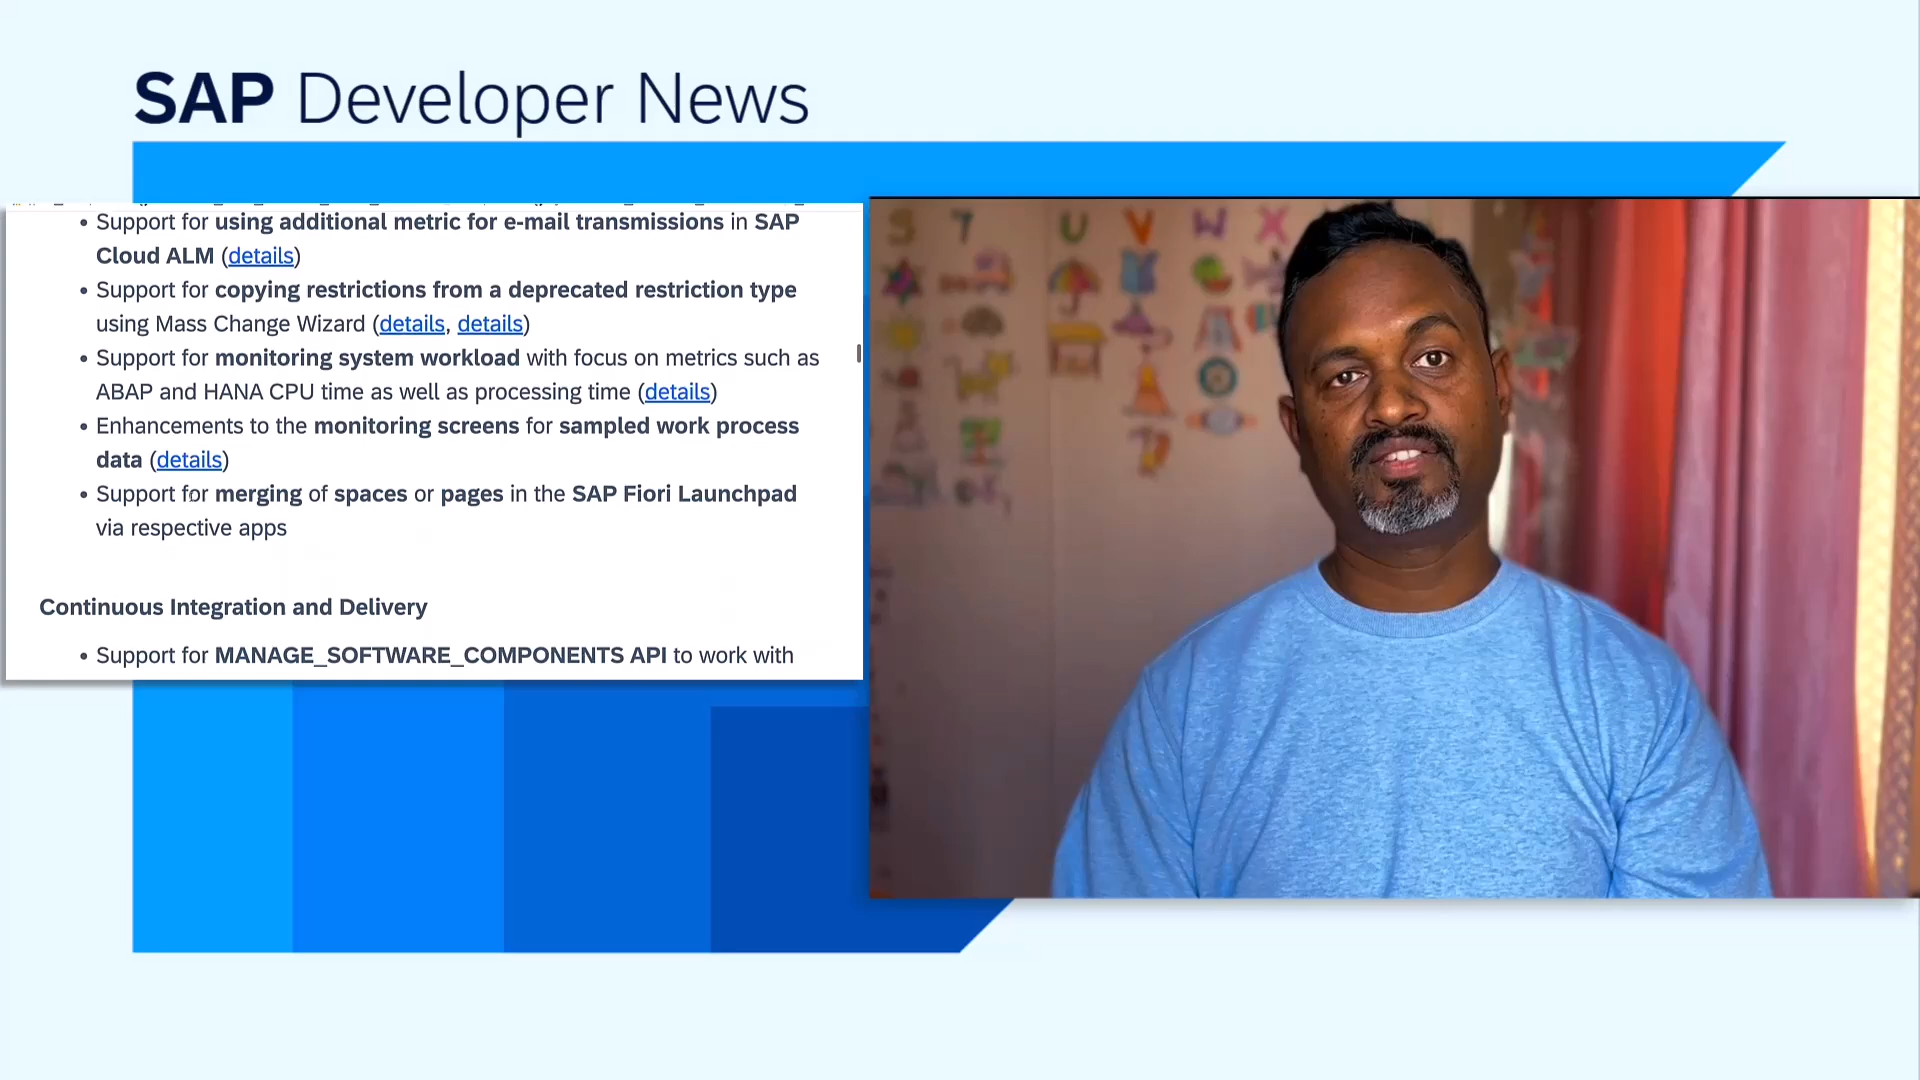 SAP Developer News
• Support for using additional metric for e-mail transmissions in SAP
Cloud ALM (details)
• Support for copying restrictions from a deprecated restriction type
using Mass Change Wizard (details, details)
• Support for monitoring system workload with focus on metrics such as
ABAP and HANA CPU time as well as processing time (details)
• Enhancements to the monitoring screens for sampled work process
data (details)
• Support for merging of spaces or pages in the SAP Fiori Launchpad
via respective apps
Continuous Integration and Delivery
• Support for MANAGE_SOFTWARE_COMPONENTS API to work with
S T U V W X